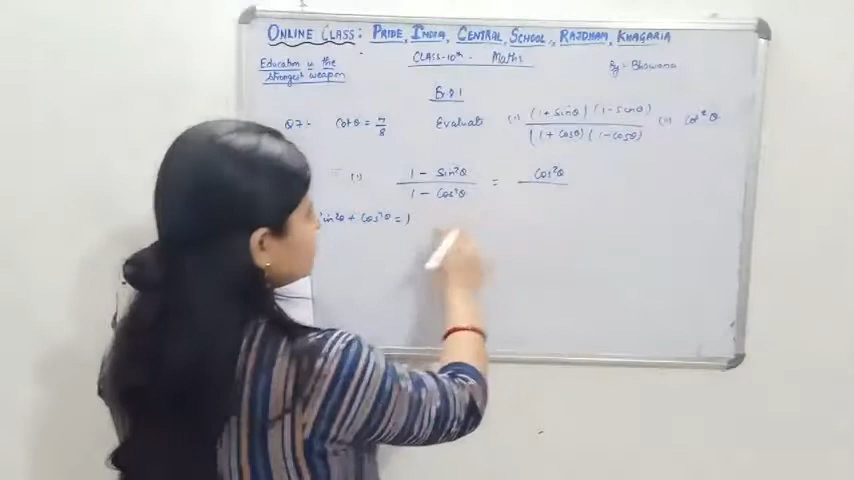 ONLINE CLASS: PRIDE INDIA CENTRAL SCHOOL, RAJDHAM, KHAGARIA
Education is the strongest weapon
CLASS-10th - Maths
By:- Bhawana
8.1
Q7:- Cotθ = 7/8 Evaluate (i) (1 + Sinθ) (1 - Sinθ) / (1 + Cosθ) (1 - Cosθ) (ii) Cot²θ
(i) 1 - Sin²θ / 1 - Cos²θ = Cos²θ
Sin²θ + Cos²θ = 1